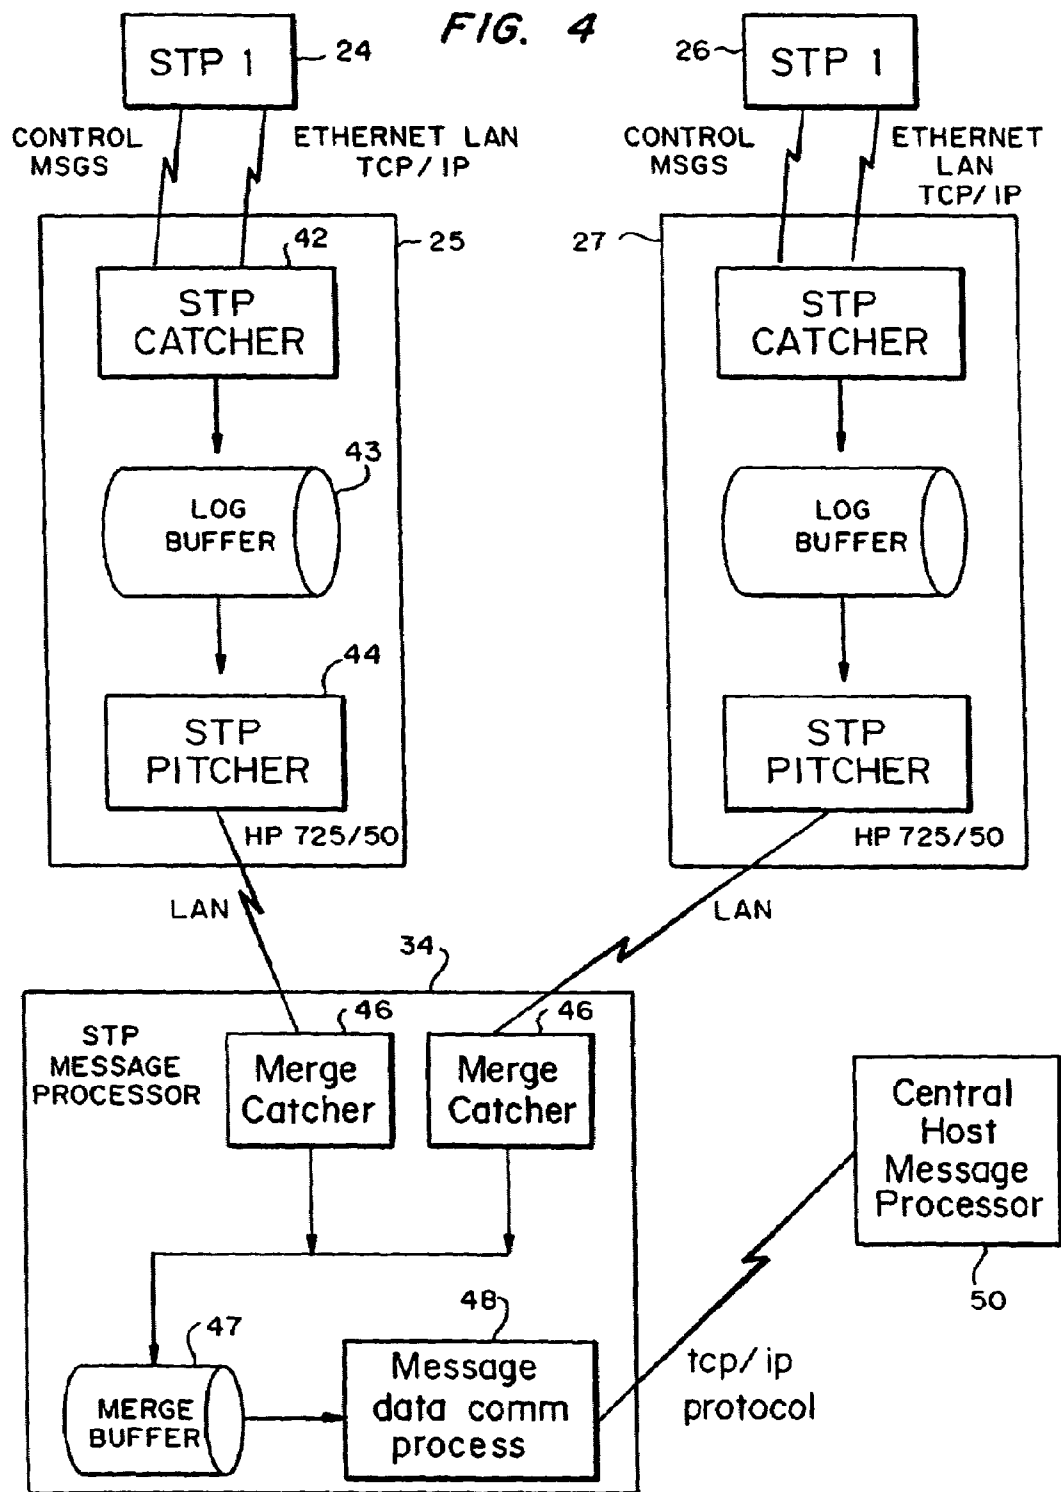 FIG. 4
STP 1
24
CONTROL
MSGS
ETHERNET LAN
TCP/IP
25
42
STP
CATCHER
43
LOG
BUFFER
44
STP
PITCHER
HP 725/50
LAN
26
STP 1
CONTROL
MSGS
ETHERNET
LAN
TCP/IP
27
STP
CATCHER
LOG
BUFFER
STP
PITCHER
HP 725/50
LAN
34
STP
MESSAGE
PROCESSOR
46
Merge
Catcher
46
Merge
Catcher
47
MERGE
BUFFER
48
Message
data comm
process
tcp/ip
protocol
Central
Host
Message
Processor
50